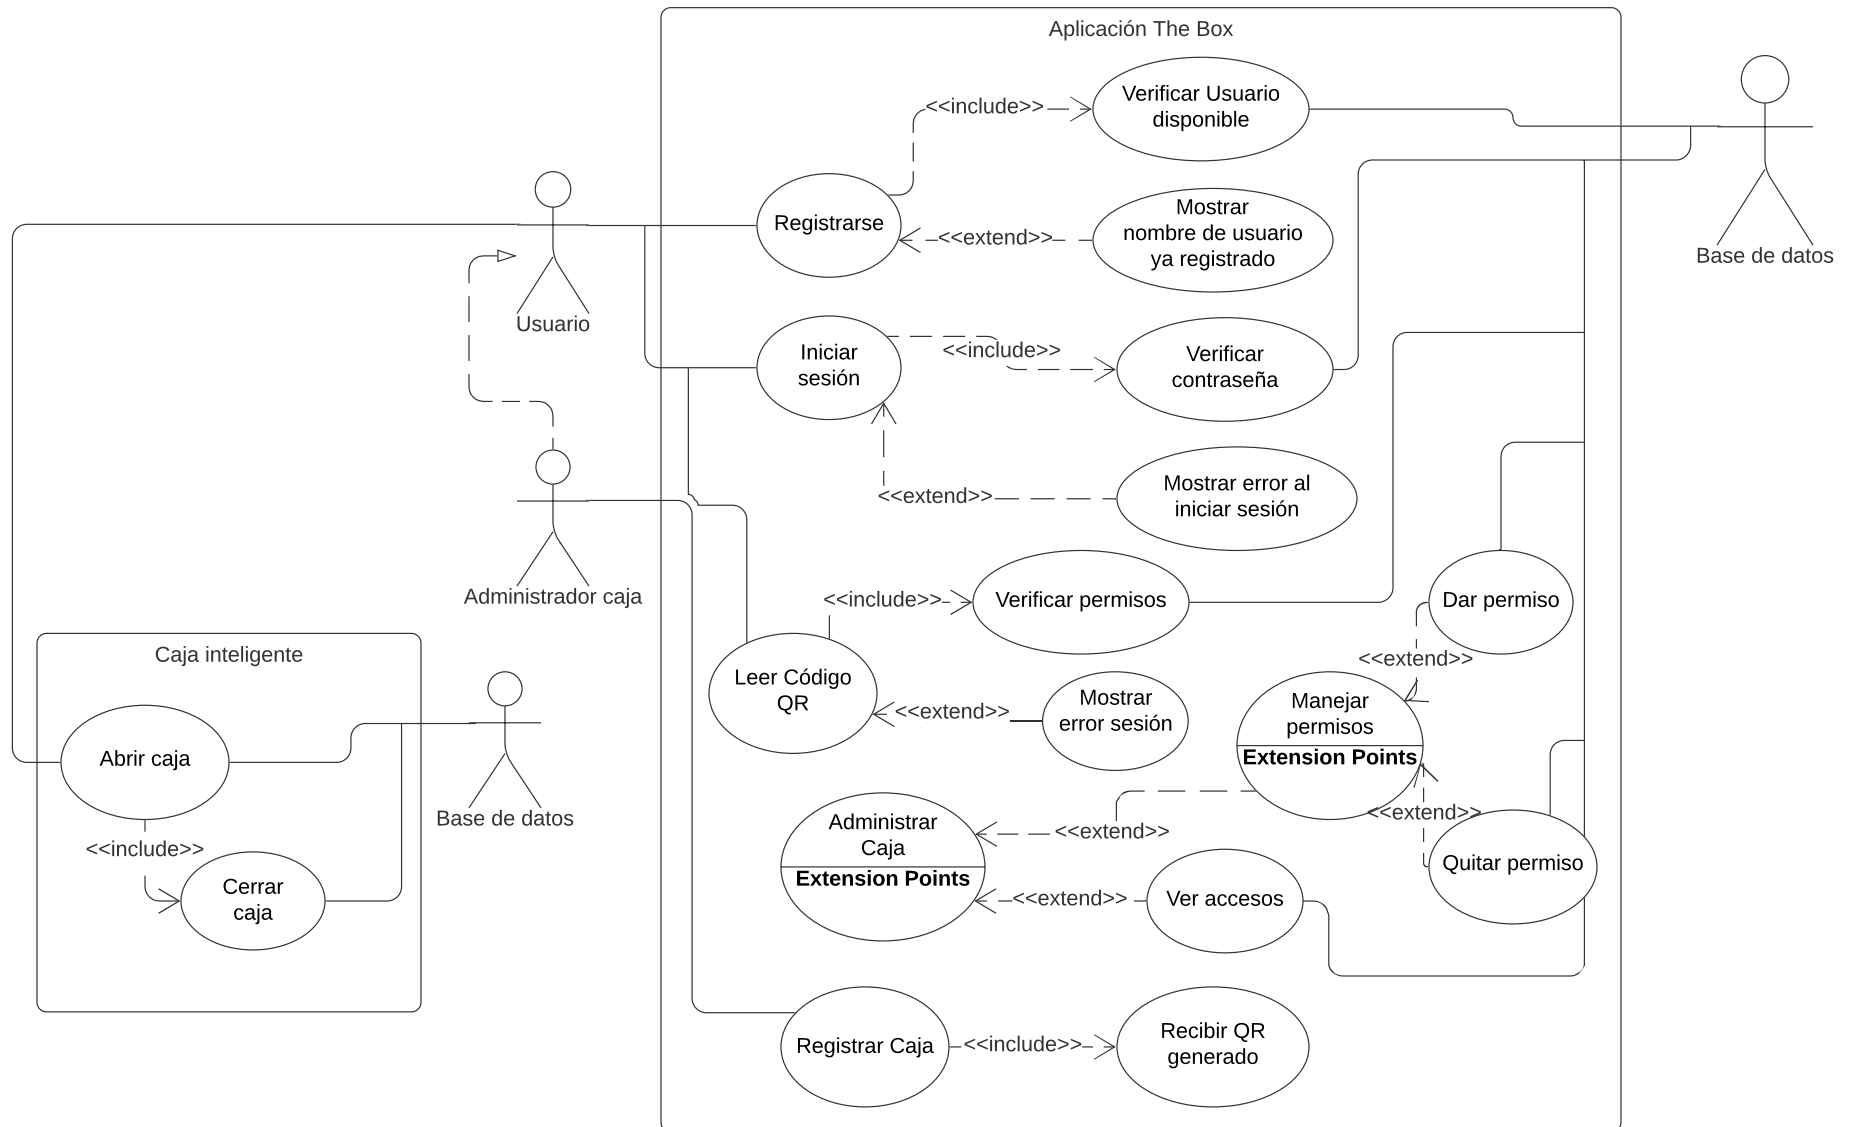 Aplicación The Box
<<include>>
Verificar Usuario
disponible
Registrarse
<<extend>>
Mostrar
nombre de usuario
ya registrado
Base de datos
Usuario
Iniciar
sesión
<<include>>
Verificar
contraseña
<<extend>>
Mostrar error al
iniciar sesión
Administrador caja
<<include>>
Verificar permisos
Dar permiso
<<extend>>
Caja inteligente
Leer Código
QR
<<extend>>
Mostrar
error sesión
Manejar
permisos
Extension Points
Abrir caja
Base de datos
<<extend>>
<<include>>
Administrar
Caja
Extension Points
<<extend>>
Quitar permiso
Cerrar
caja
<<extend>>
Ver accesos
Registrar Caja
<<include>>
Recibir QR
generado